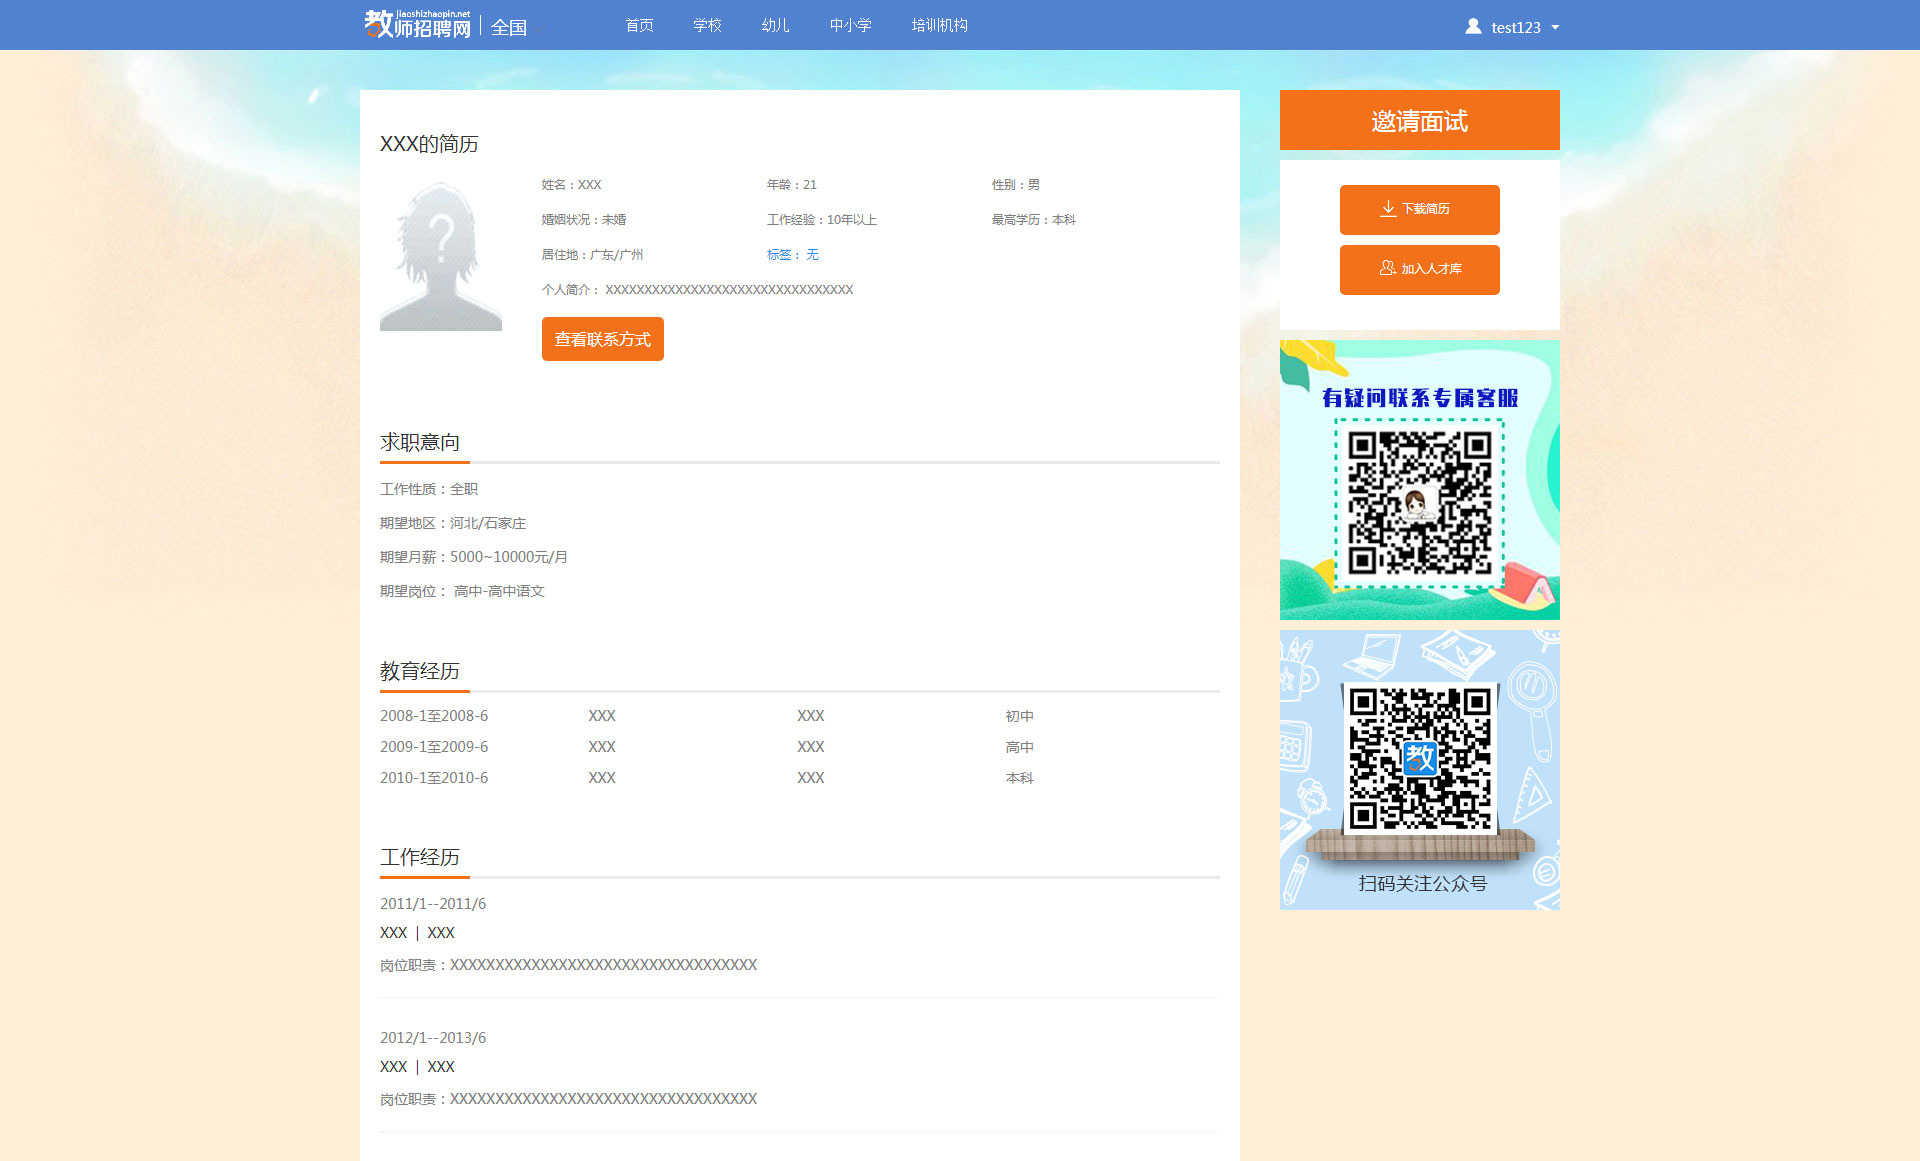 jiaoshizhaopin.net
教师招聘网 全国 首页 学校 幼儿 中小学 培训机构 test123
XXX的简历
姓名：XXX 年龄：21 性别：男
婚姻状况：未婚 工作经验：10年以上 最高学历：本科
居住地：广东/广州 标签： 无
个人简介： XXXXXXXXXXXXXXXXXXXXXXXXXXXXXXXX
查看联系方式
求职意向
工作性质：全职
期望地区：河北/石家庄
期望月薪：5000~10000元/月
期望岗位： 高中-高中语文
教育经历
2008-1至2008-6 XXX XXX 初中
2009-1至2009-6 XXX XXX 高中
2010-1至2010-6 XXX XXX 本科
工作经历
2011/1--2011/6
XXX | XXX
岗位职责：XXXXXXXXXXXXXXXXXXXXXXXXXXXXXXXXXX
2012/1--2013/6
XXX | XXX
岗位职责：XXXXXXXXXXXXXXXXXXXXXXXXXXXXXXXXXX
邀请面试
下载简历
加入人才库
有疑问联系专属客服
教
扫码关注公众号